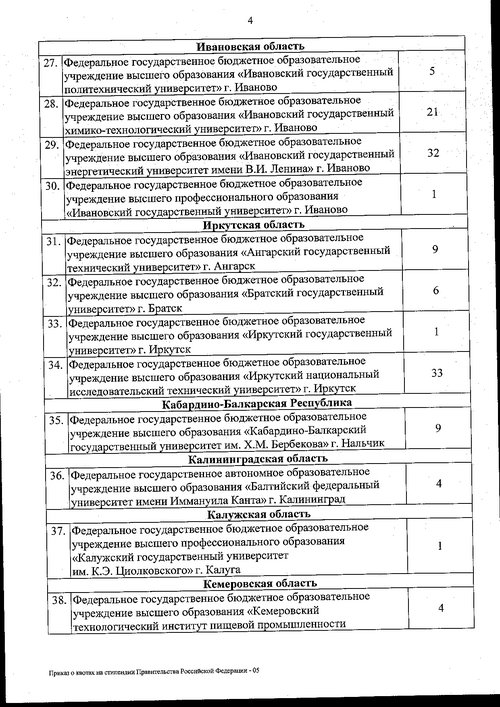 4
Ивановская область
27. Федеральное государственное бюджетное образовательное
учреждение высшего образования «Ивановский государственный 5
политехнический университет» г. Иваново
28. Федеральное государственное бюджетное образовательное
учреждение высшего образования «Ивановский государственный 21
химико-технологический университет» г. Иваново
29. Федеральное государственное бюджетное образовательное
учреждение высшего образования «Ивановский государственный 32
энергетический университет имени В.И. Ленина» г. Иваново
30. Федеральное государственное бюджетное образовательное
учреждение высшего профессионального образования 1
«Ивановский государственный университет» г. Иваново
Иркутская область
31. Федеральное государственное бюджетное образовательное
учреждение высшего образования «Ангарский государственный 9
технический университет» г. Ангарск
32. Федеральное государственное бюджетное образовательное
учреждение высшего образования «Братский государственный 6
университет» г. Братск
33. Федеральное государственное бюджетное образовательное
учреждение высшего образования «Иркутский государственный 1
университет» г. Иркутск
34. Федеральное государственное бюджетное образовательное
учреждение высшего образования «Иркутский национальный 33
исследовательский технический университет» г. Иркутск
Кабардино-Балкарская Республика
35. Федеральное государственное бюджетное образовательное
учреждение высшего образования «Кабардино-Балкарский 9
государственный университет им. Х.М. Бербекова» г. Нальчик
Калининградская область
36. Федеральное государственное автономное образовательное
учреждение высшего образования «Балтийский федеральный 4
университет имени Иммануила Канта» г. Калининград
Калужская область
37. Федеральное государственное бюджетное образовательное
учреждение высшего профессионального образования
«Калужский государственный университет 1
им. К.Э. Циолковского» г. Калуга
Кемеровская область
38. Федеральное государственное бюджетное образовательное
учреждение высшего образования «Кемеровский 4
технологический институт пищевой промышленности
Приказ о квотах на стипендии Правительства Российской Федерации - 05